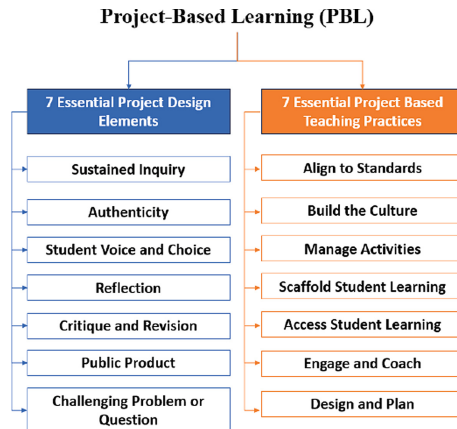 Project-Based Learning (PBL)
7 Essential Project Design
Elements
Sustained Inquiry
Authenticity
Student Voice and Choice
Reflection
Critique and Revision
Public Product
Challenging Problem or
Question
7 Essential Project Based
Teaching Practices
Align to Standards
Build the Culture
Manage Activities
Scaffold Student Learning
Access Student Learning
Engage and Coach
Design and Plan